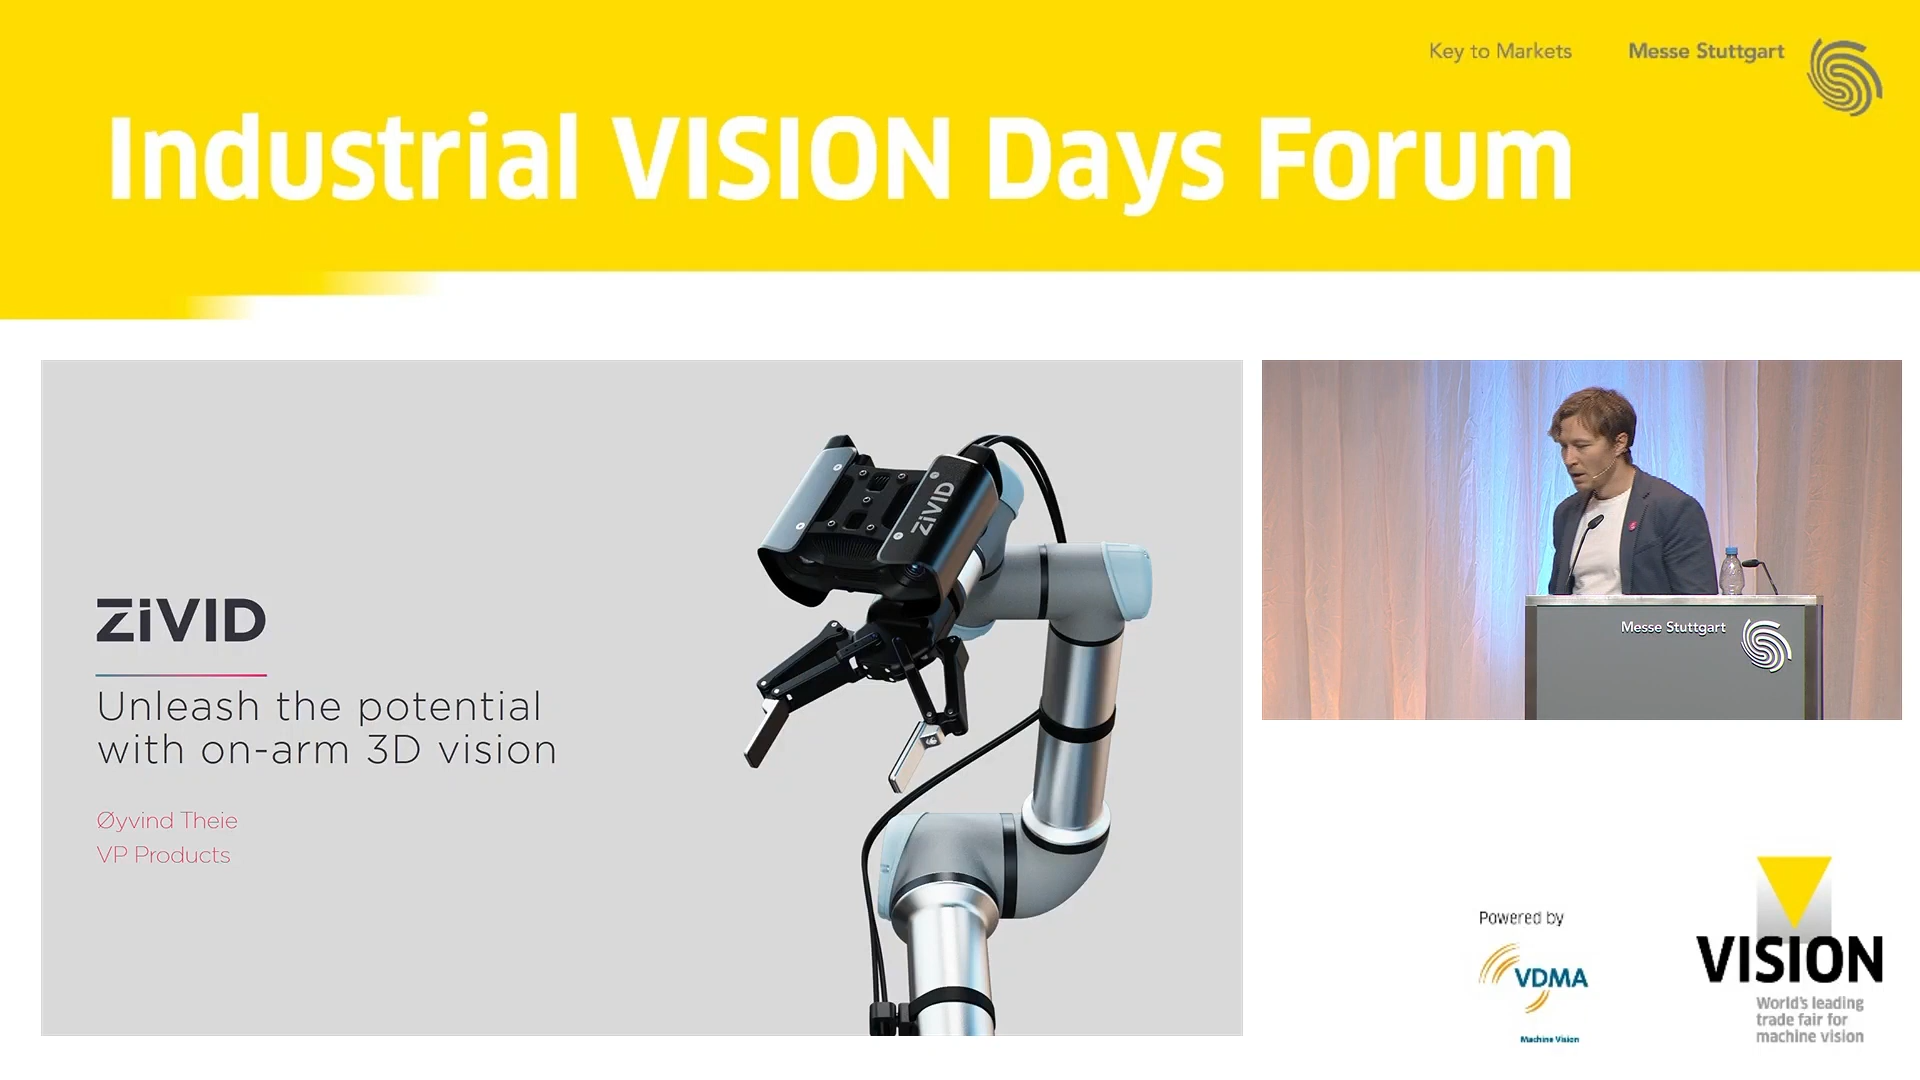 Key to Markets
Messe Stuttgart
Industrial VISION Days Forum
ZiVID
ZiVID
Unleash the potential
with on-arm 3D vision
Øyvind Theie
VP Products
Messe Stuttgart
Powered by
VDMA
Machine Vision
VISION
World's leading
trade fair for
machine vision